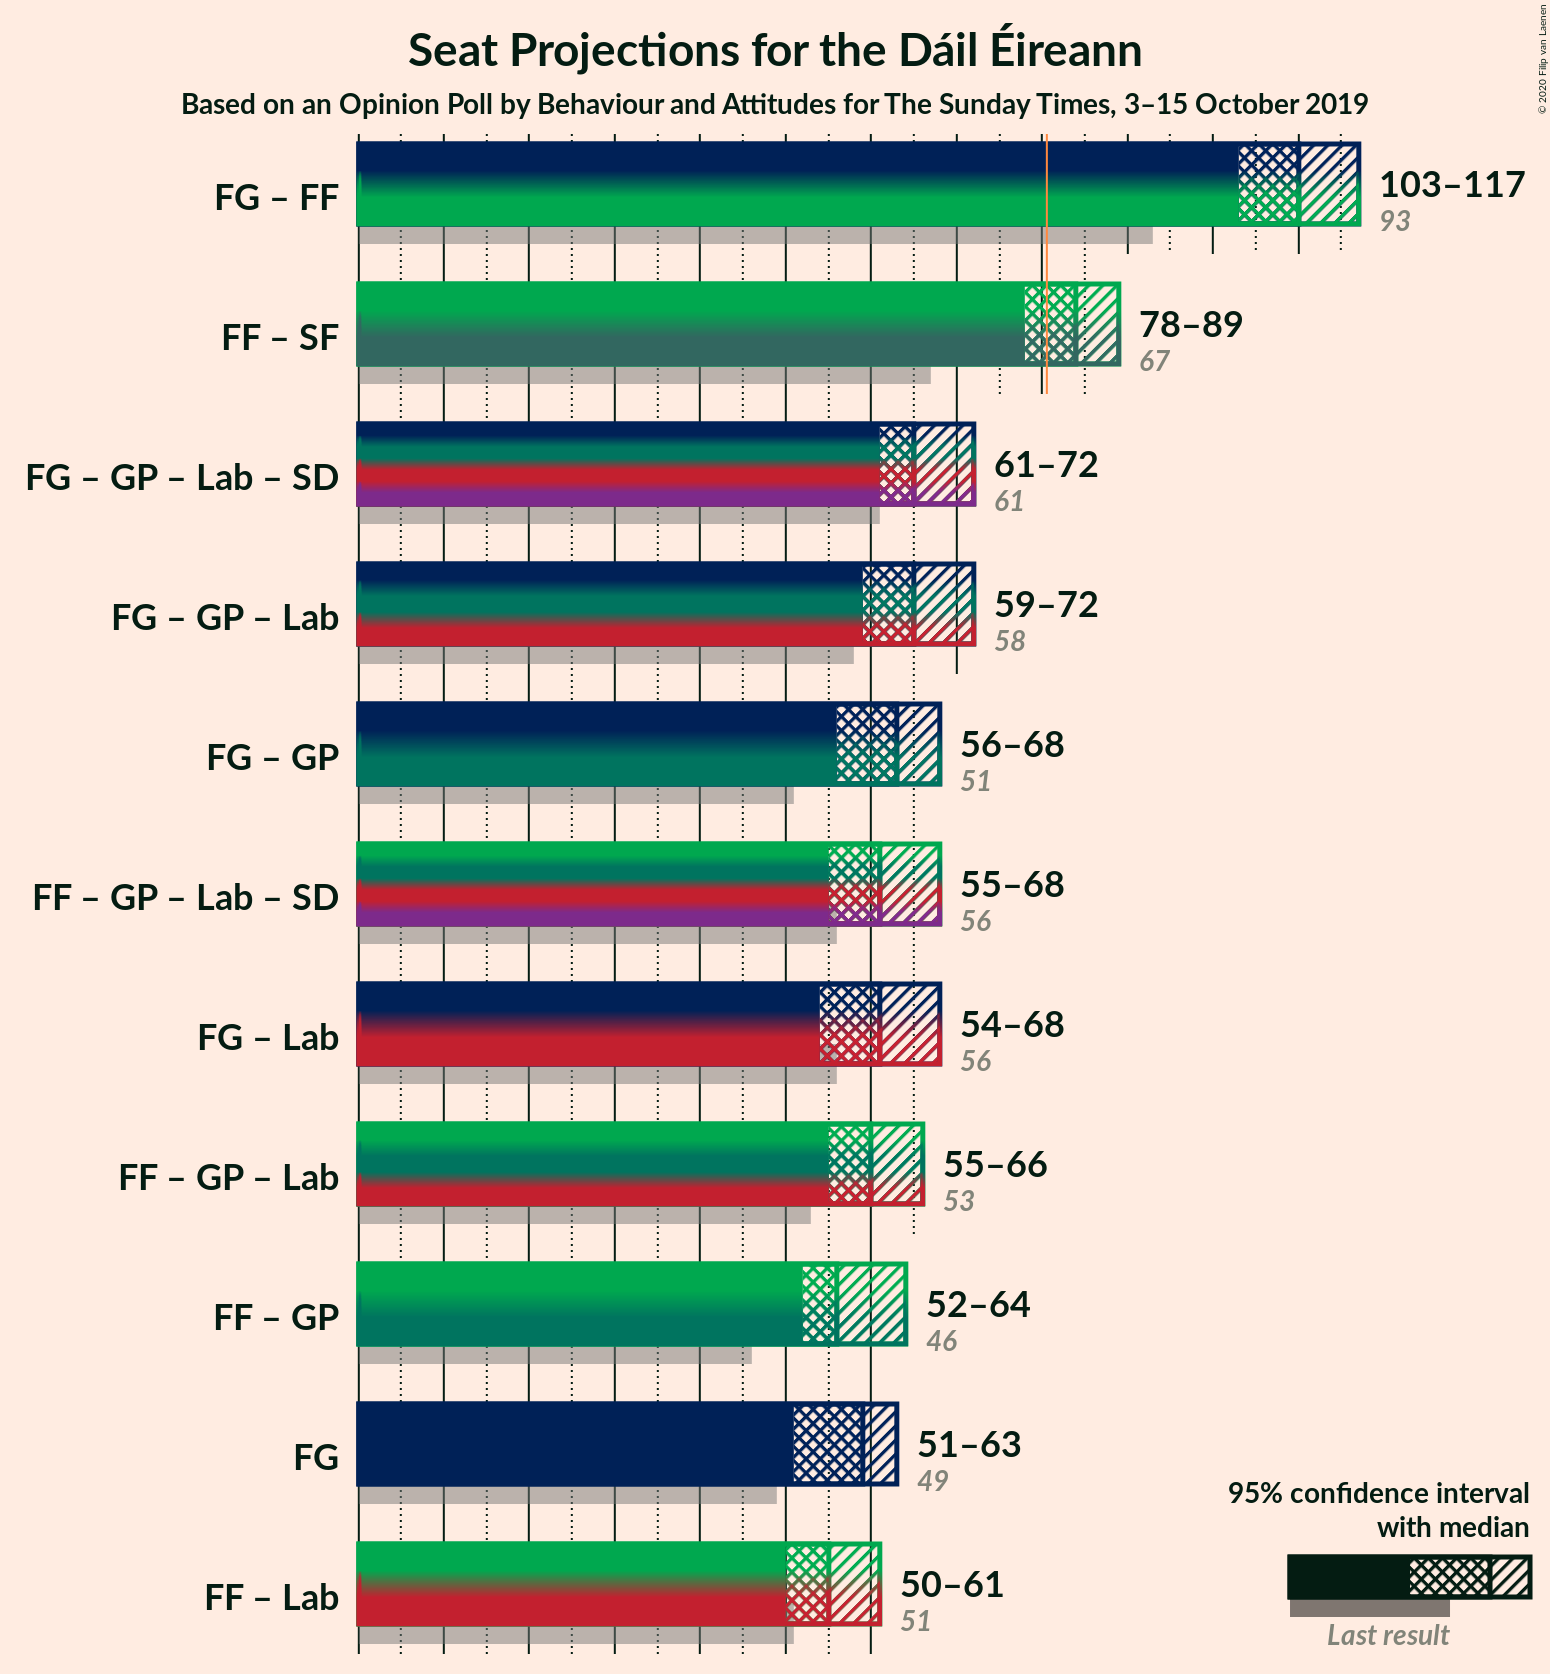 Seat Projections for the Dáil Éireann
Based on an Opinion Poll by Behaviour and Attitudes for The Sunday Times, 3–15 October 2019
© 2020 Filip van Laenen
FG – FF
103–117
93
FF – SF
78–89
67
FG – GP – Lab – SD
61–72
61
FG – GP – Lab
59–72
58
FG – GP
56–68
51
FF – GP – Lab – SD
55–68
56
FG – Lab
54–68
56
FF – GP – Lab
55–66
53
FF – GP
52–64
46
FG
51–63
49
FF – Lab
50–61
51
95% confidence interval
with median
Last result